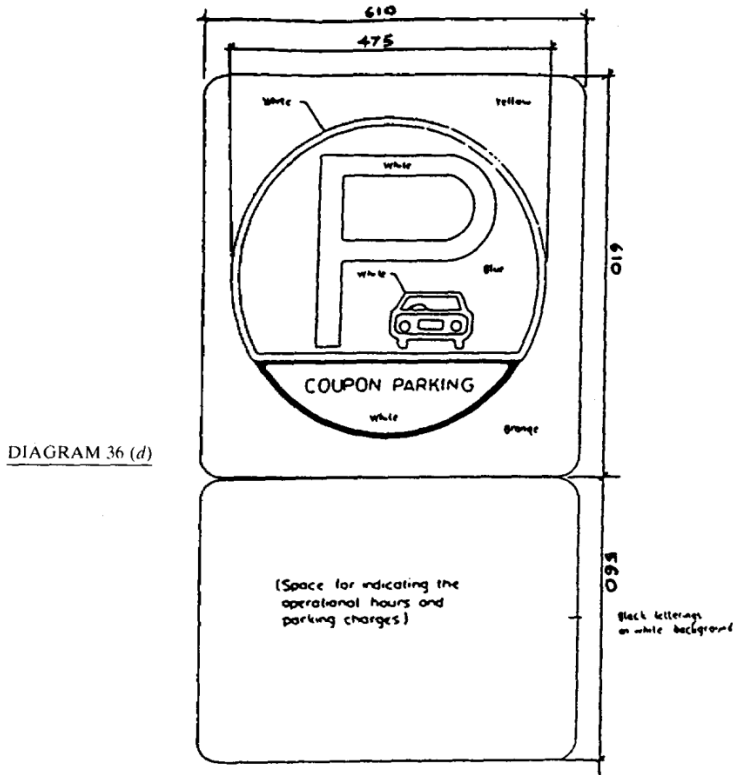 610
475
White
Yellow
White
610
White
Blue
COUPON PARKING
White
Orange
DIAGRAM 36 (d)
(Space for indicating the
operational hours and
parking charges)
560
Black letterings
on white background